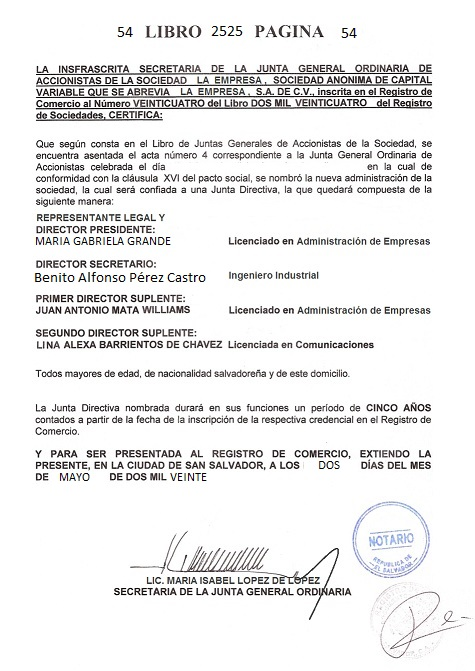 54 LIBRO 2525 PAGINA 54
LA INSFRASCRITA SECRETARIA DE LA JUNTA GENERAL ORDINARIA DE
ACCIONISTAS DE LA SOCIEDAD LA EMPRESA , SOCIEDAD ANONIMA DE CAPITAL
VARIABLE QUE SE ABREVIA LA EMPRESA , S.A. DE C.V., inscrita en el Registro de
Comercio al Número VEINTICUATRO del Libro DOS MIL VEINTICUATRO del Registro
de Sociedades, CERTIFICA:
Que según consta en el Libro de Juntas Generales de Accionistas de la Sociedad, se
encuentra asentada el acta número 4 correspondiente a la Junta General Ordinaria de
Accionistas celebrada el día en la cual de
conformidad con la cláusula XVI del pacto social, se nombró la nueva administración de la
sociedad, la cual será confiada a una Junta Directiva, la que quedará compuesta de la
siguiente manera:
REPRESENTANTE LEGAL Y
DIRECTOR PRESIDENTE:
MARIA GABRIELA GRANDE Licenciado en Administración de Empresas
DIRECTOR SECRETARIO:
Benito Alfonso Pérez Castro Ingeniero Industrial
PRIMER DIRECTOR SUPLENTE:
JUAN ANTONIO MATA WILLIAMS Licenciado en Administración de Empresas
SEGUNDO DIRECTOR SUPLENTE:
LINA ALEXA BARRIENTOS DE CHAVEZ Licenciada en Comunicaciones
Todos mayores de edad, de nacionalidad salvadoreña y de este domicilio.
La Junta Directiva nombrada durará en sus funciones un período de CINCO AÑOS
contados a partir de la fecha de la inscripción de la respectiva credencial en el Registro de
Comercio.
Y PARA SER PRESENTADA AL REGISTRO DE COMERCIO, EXTIENDO LA
PRESENTE, EN LA CIUDAD DE SAN SALVADOR, A LOS DOS DÍAS DEL MES
DE MAYO DE DOS MIL VEINTE
NOTARIO
REPUBLICA DE
EL SALVADOR
LIC. MARIA ISABEL LOPEZ DE LOPEZ
SECRETARIA DE LA JUNTA GENERAL ORDINARIA